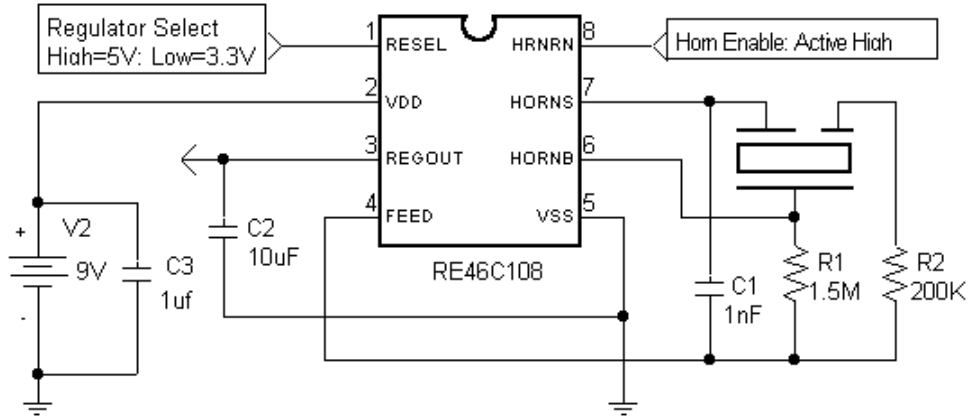 Regulator Select
High=5V: Low=3.3V
1
RESEL
HRNRN
8
Horn Enable: Active High
2
VDD
HORNS
7
3
REGOUT
HORNB
6
4
FEED
VSS
5
RE46C108
+
V2
9V
-
C3
1uf
C2
10uF
C1
1nF
R1
1.5M
R2
200K